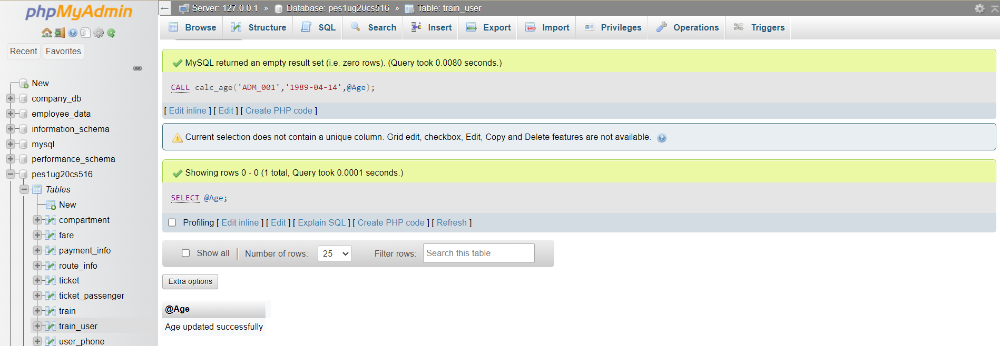 phpMyAdmin
Recent Favorites
New
company_db
employee_data
information_schema
mysql
performance_schema
pes1ug20cs516
Tables
New
compartment
fare
payment_info
route_info
ticket
ticket_passenger
train
train_user
user_phone
Server: 127.0.0.1 » Database: pes1ug20cs516 » Table: train_user
Browse Structure SQL Search Insert Export Import Privileges Operations Triggers
MySQL returned an empty result set (i.e. zero rows). (Query took 0.0080 seconds.)
CALL calc_age('ADM_001','1989-04-14',@Age);
[ Edit inline ] [ Edit ] [ Create PHP code ]
Current selection does not contain a unique column. Grid edit, checkbox, Edit, Copy and Delete features are not available.
Showing rows 0 - 0 (1 total, Query took 0.0001 seconds.)
SELECT @Age;
Profiling [ Edit inline ] [ Edit ] [ Explain SQL ] [ Create PHP code ] [ Refresh ]
Show all | Number of rows: 25 Filter rows: Search this table
Extra options
@Age
Age updated successfully